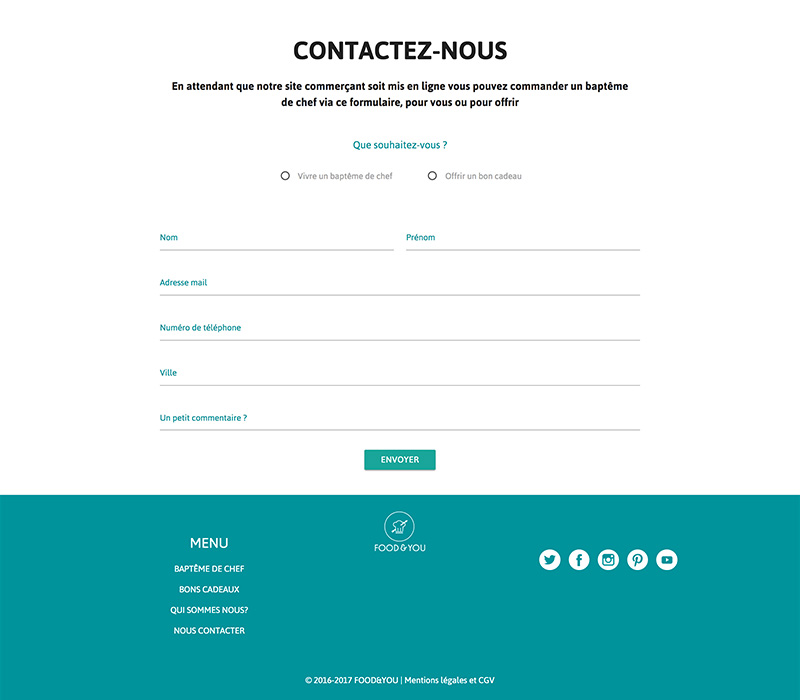 CONTACTEZ-NOUS
En attendant que notre site commerçant soit mis en ligne vous pouvez commander un baptême
de chef via ce formulaire, pour vous ou pour offrir
Que souhaitez-vous ?
Vivre un baptême de chef
Offrir un bon cadeau
Nom
Prénom
Adresse mail
Numéro de téléphone
Ville
Un petit commentaire ?
ENVOYER
FOOD&YOU
MENU
BAPTÊME DE CHEF
BONS CADEAUX
QUI SOMMES NOUS?
NOUS CONTACTER
© 2016-2017 FOOD&YOU | Mentions légales et CGV